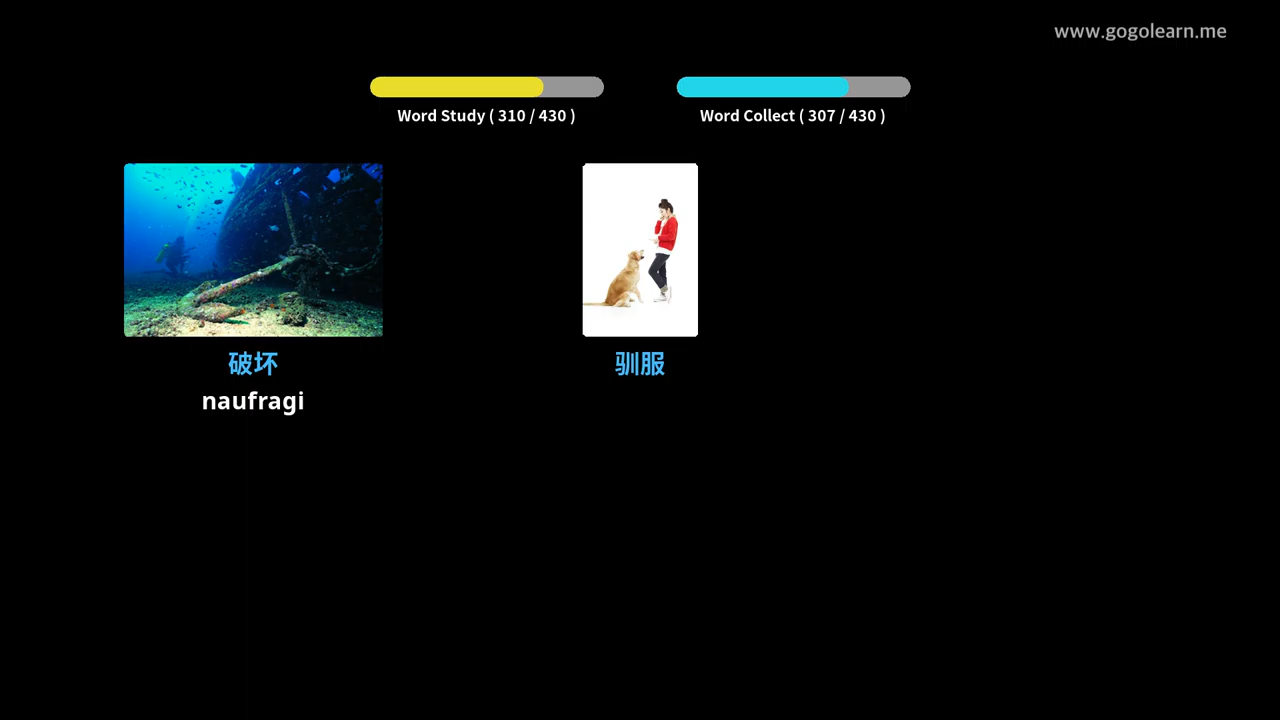 www.gogolearn.me
Word Study ( 310 / 430 )
Word Collect ( 307 / 430 )
破坏
驯服
naufragi